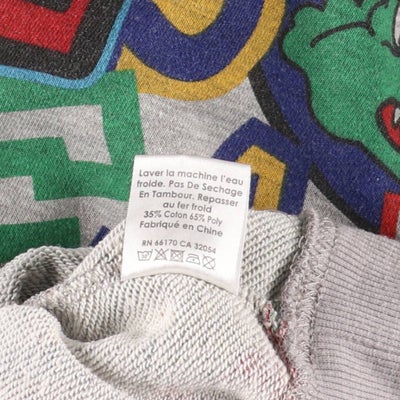 Laver la machine l'eau
froide. Pas De Sechage
En Tambour. Repasser
au fer froid
35% Coton 65% Poly
Fabriqué en Chine
RN 66170 CA 32054